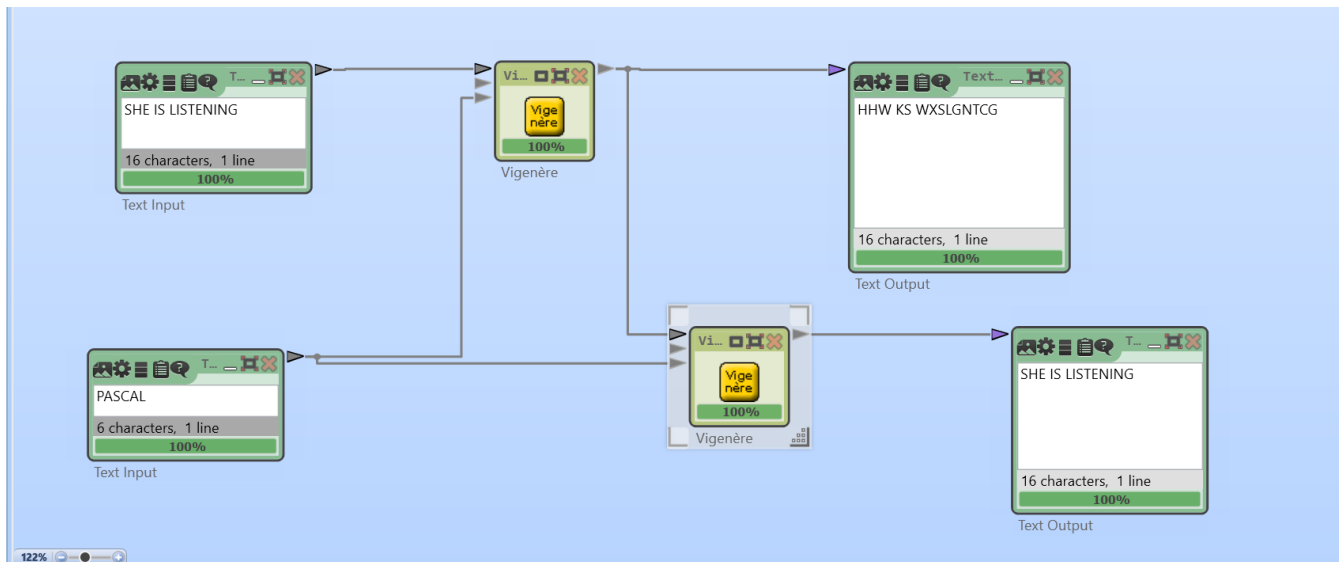 T...
SHE IS LISTENING
16 characters, 1 line
100%
Text Input
Vi...
Vige
nère
100%
Vigenère
Text...
HHW KS WXSLGNTCG
16 characters, 1 line
100%
Text Output
T...
PASCAL
6 characters, 1 line
100%
Text Input
Vi...
Vige
nère
100%
Vigenère
T...
SHE IS LISTENING
16 characters, 1 line
100%
Text Output
122%